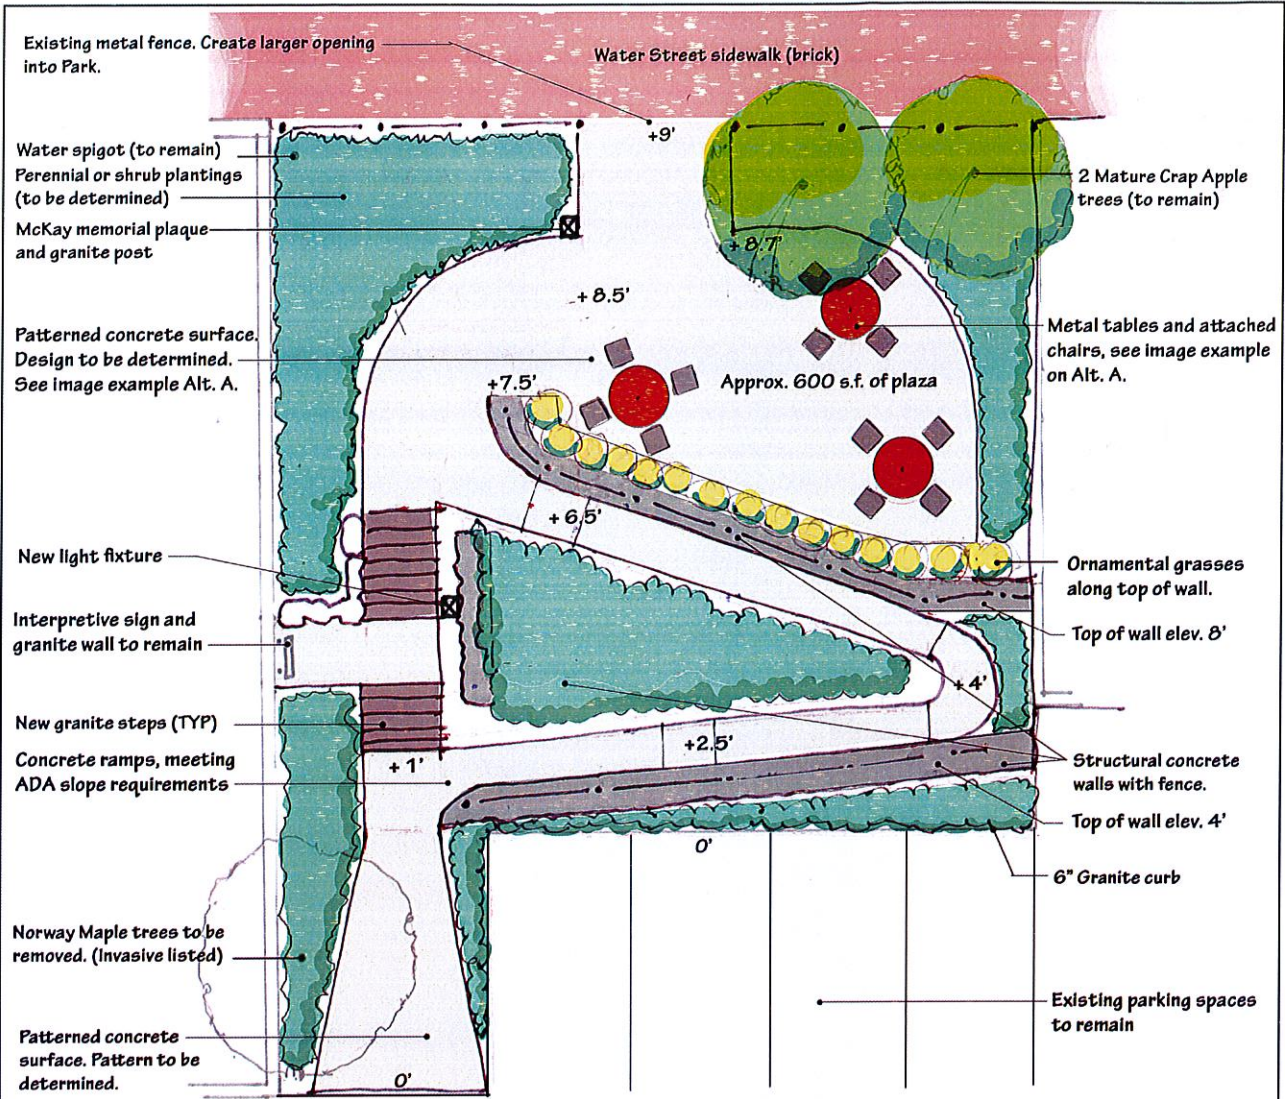 Existing metal fence. Create larger opening
into Park.
Water Street sidewalk (brick)
+9'
Water spigot (to remain)
Perennial or shrub plantings
(to be determined)
McKay memorial plaque
and granite post
2 Mature Crap Apple
trees (to remain)
+8.7'
+8.5'
Patterned concrete surface.
Design to be determined.
See image example Alt. A.
Metal tables and attached
chairs, see image example
on Alt. A.
+7.5'
Approx. 600 s.f. of plaza
+6.5'
New light fixture
Ornamental grasses
along top of wall.
Interpretive sign and
granite wall to remain
Top of wall elev. 8'
+4'
New granite steps (TYP)
+2.5'
Concrete ramps, meeting
ADA slope requirements
+1'
Structural concrete
walls with fence.
Top of wall elev. 4'
0'
6" Granite curb
Norway Maple trees to be
removed. (Invasive listed)
Existing parking spaces
to remain
Patterned concrete
surface. Pattern to be
determined.
0'